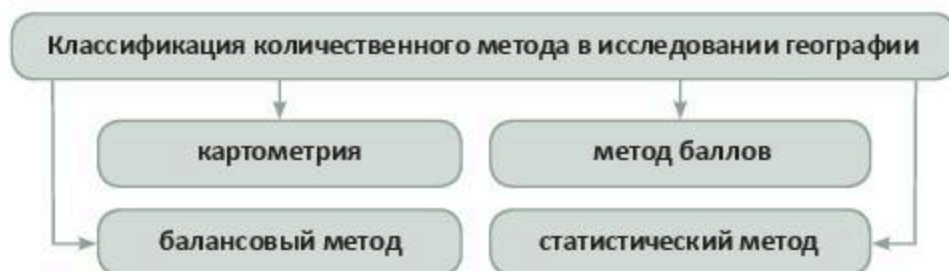 Классификация количественного метода в исследовании географии
картометрия
метод баллов
балансовый метод
статистический метод